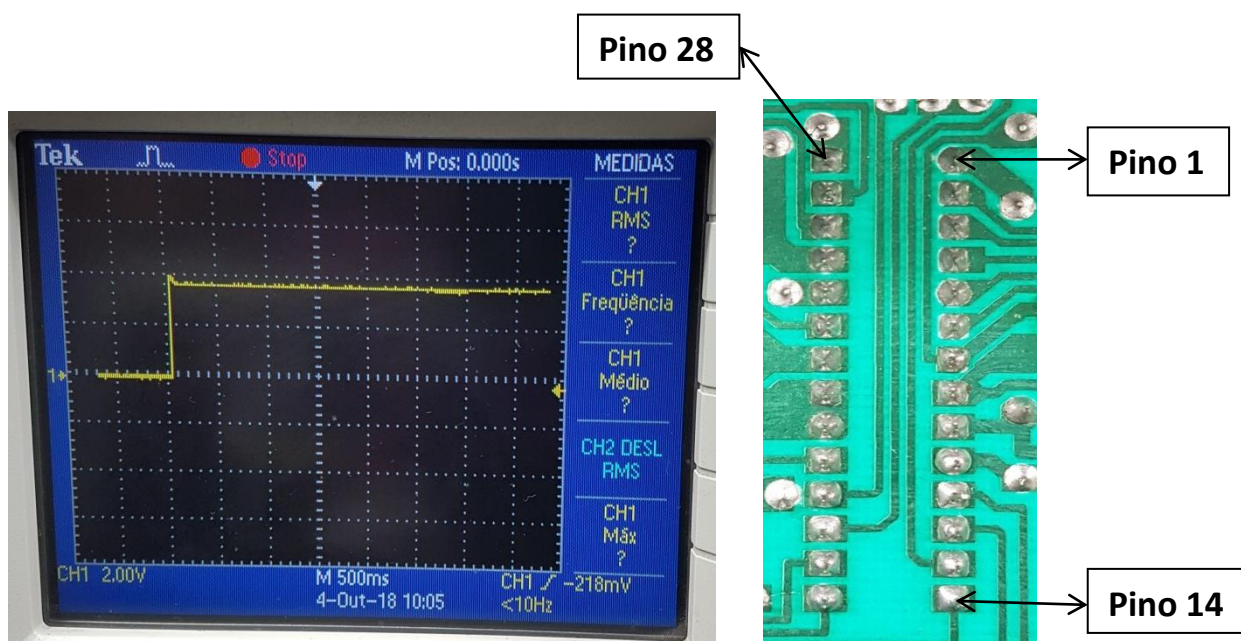 Pino 28
Tek
Stop
M Pos: 0.000s
MEDIDAS
CH1
RMS
?
CH1
Freqüência
?
CH1
Médio
?
CH2 DESL
RMS
CH1
Máx
?
1
CH1 2.00V
M 500ms
CH1
-218mV
4-Out-18 10:05
<10Hz
Pino 1
Pino 14